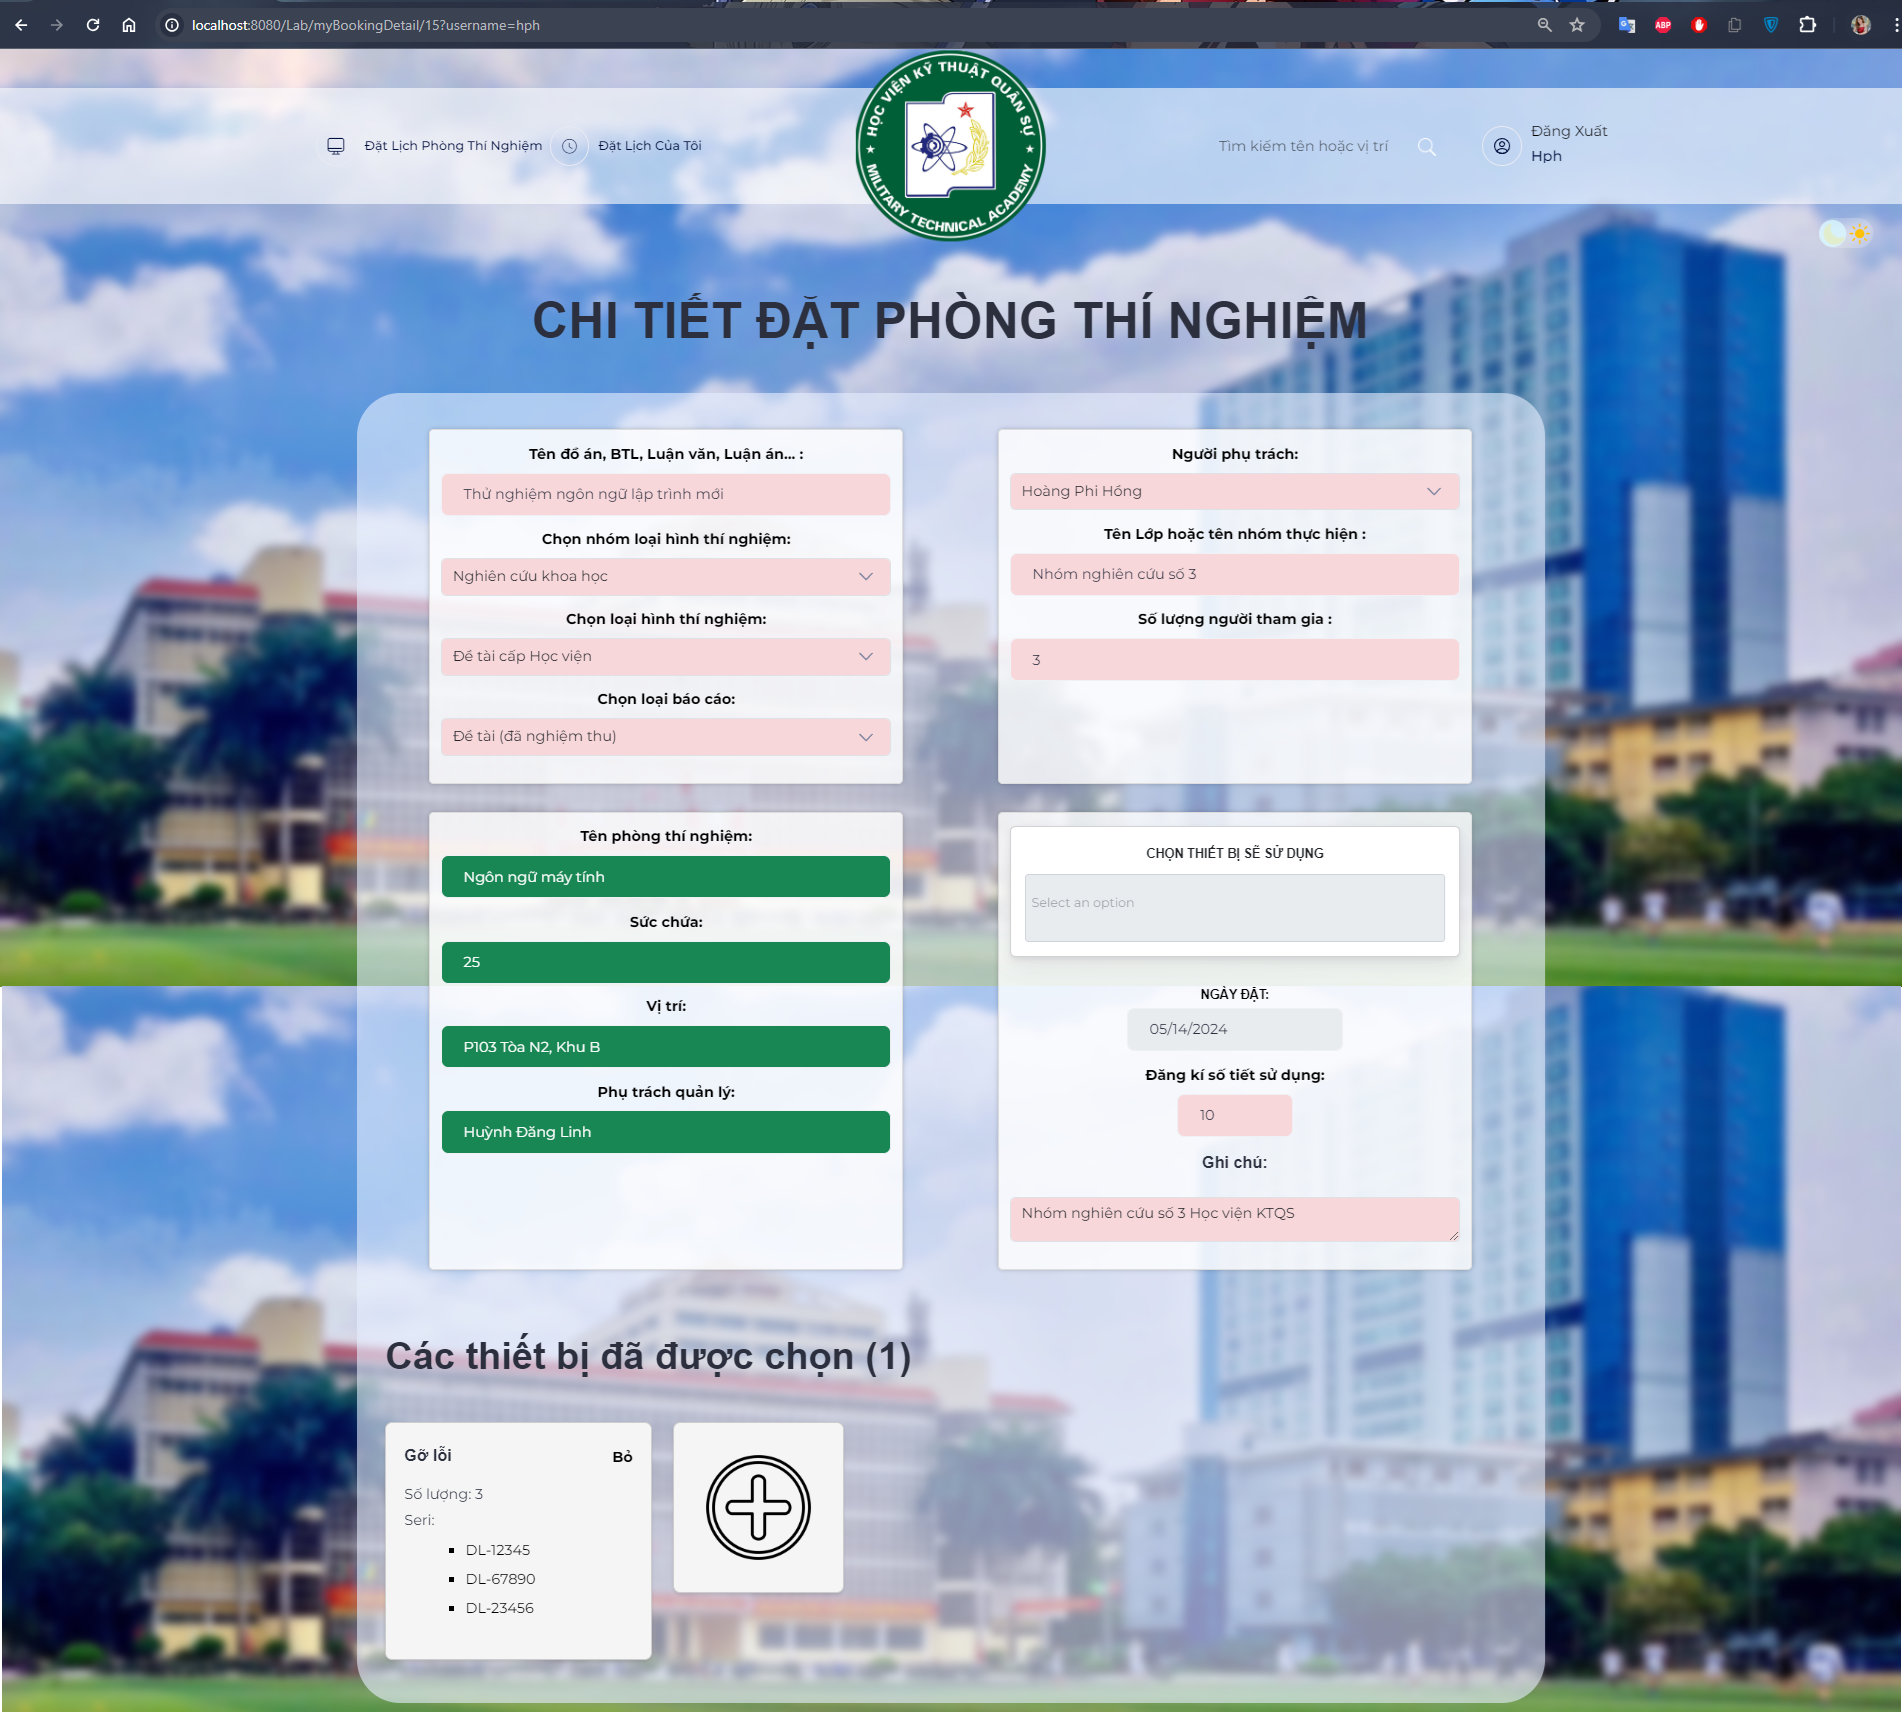 localhost:8080/Lab/myBookingDetail/15?username=hph
ABP
HỌC VIỆN KỸ THUẬT QUÂN SỰ
MILITARY TECHNICAL ACADEMY
Đặt Lịch Phòng Thí Nghiệm
Đặt Lịch Của Tôi
Tìm kiếm tên hoặc vị trí
Đăng Xuất
Hph
CHI TIẾT ĐẶT PHÒNG THÍ NGHIỆM
Tên đồ án, BTL, Luận văn, Luận án... :
Thử nghiệm ngôn ngữ lập trình mới
Chọn nhóm loại hình thí nghiệm:
Nghiên cứu khoa học
Chọn loại hình thí nghiệm:
Đề tài cấp Học viện
Chọn loại báo cáo:
Đề tài (đã nghiệm thu)
Người phụ trách:
Hoàng Phi Hồng
Tên Lớp hoặc tên nhóm thực hiện :
Nhóm nghiên cứu số 3
Số lượng người tham gia :
3
Tên phòng thí nghiệm:
Ngôn ngữ máy tính
Sức chứa:
25
Vị trí:
P103 Tòa N2, Khu B
Phụ trách quản lý:
Huỳnh Đăng Linh
CHỌN THIẾT BỊ SẼ SỬ DỤNG
Select an option
NGÀY ĐẶT:
05/14/2024
Đăng kí số tiết sử dụng:
10
Ghi chú:
Nhóm nghiên cứu số 3 Học viện KTQS
Các thiết bị đã được chọn (1)
Gỡ lỗi
Bỏ
Số lượng: 3
Seri:
DL-12345
DL-67890
DL-23456